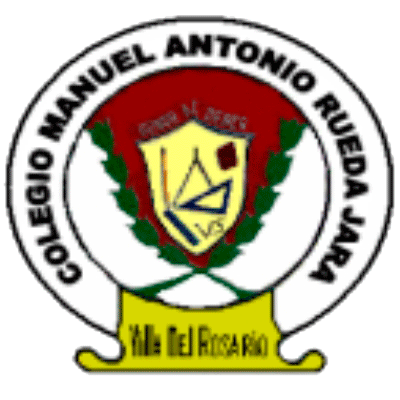 COLEGIO MANUEL ANTONIO RUEDA JARA
Villa Del Rosario